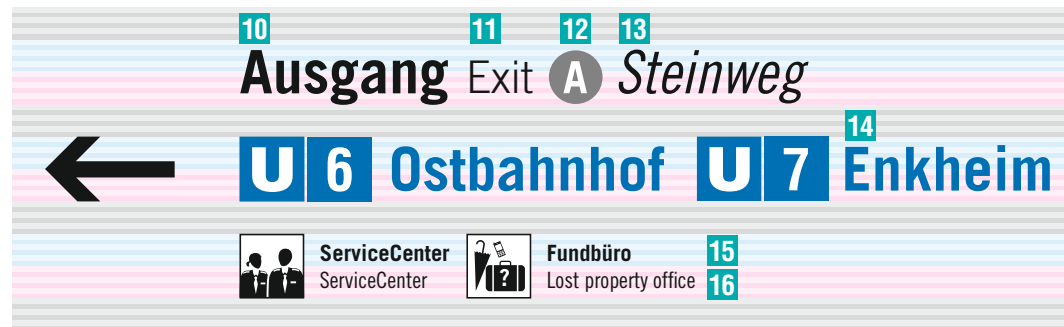 10 11 12 13
Ausgang Exit A Steinweg
14
U 6 Ostbahnhof U 7 Enkheim
ServiceCenter Fundbüro 15
ServiceCenter ? Lost property office 16